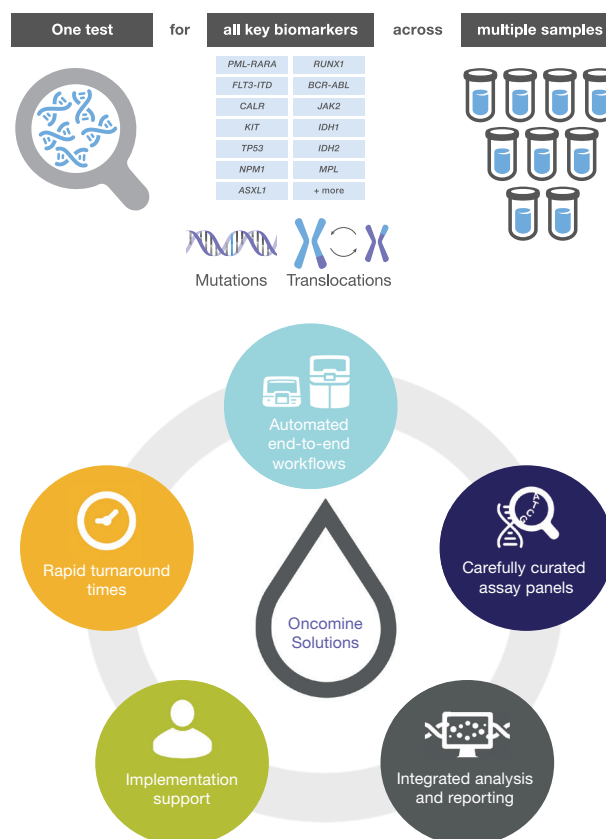 One test for all key biomarkers across multiple samples
PML-RARA RUNX1
FLT3-ITD BCR-ABL
CALR JAK2
KIT IDH1
TP53 IDH2
NPM1 MPL
ASXL1 + more
Mutations Translocations
Automated
end-to-end
workflows
Rapid turnaround
times
ATCG
Carefully curated
assay panels
Oncomine
Solutions
Implementation
support
Integrated analysis
and reporting